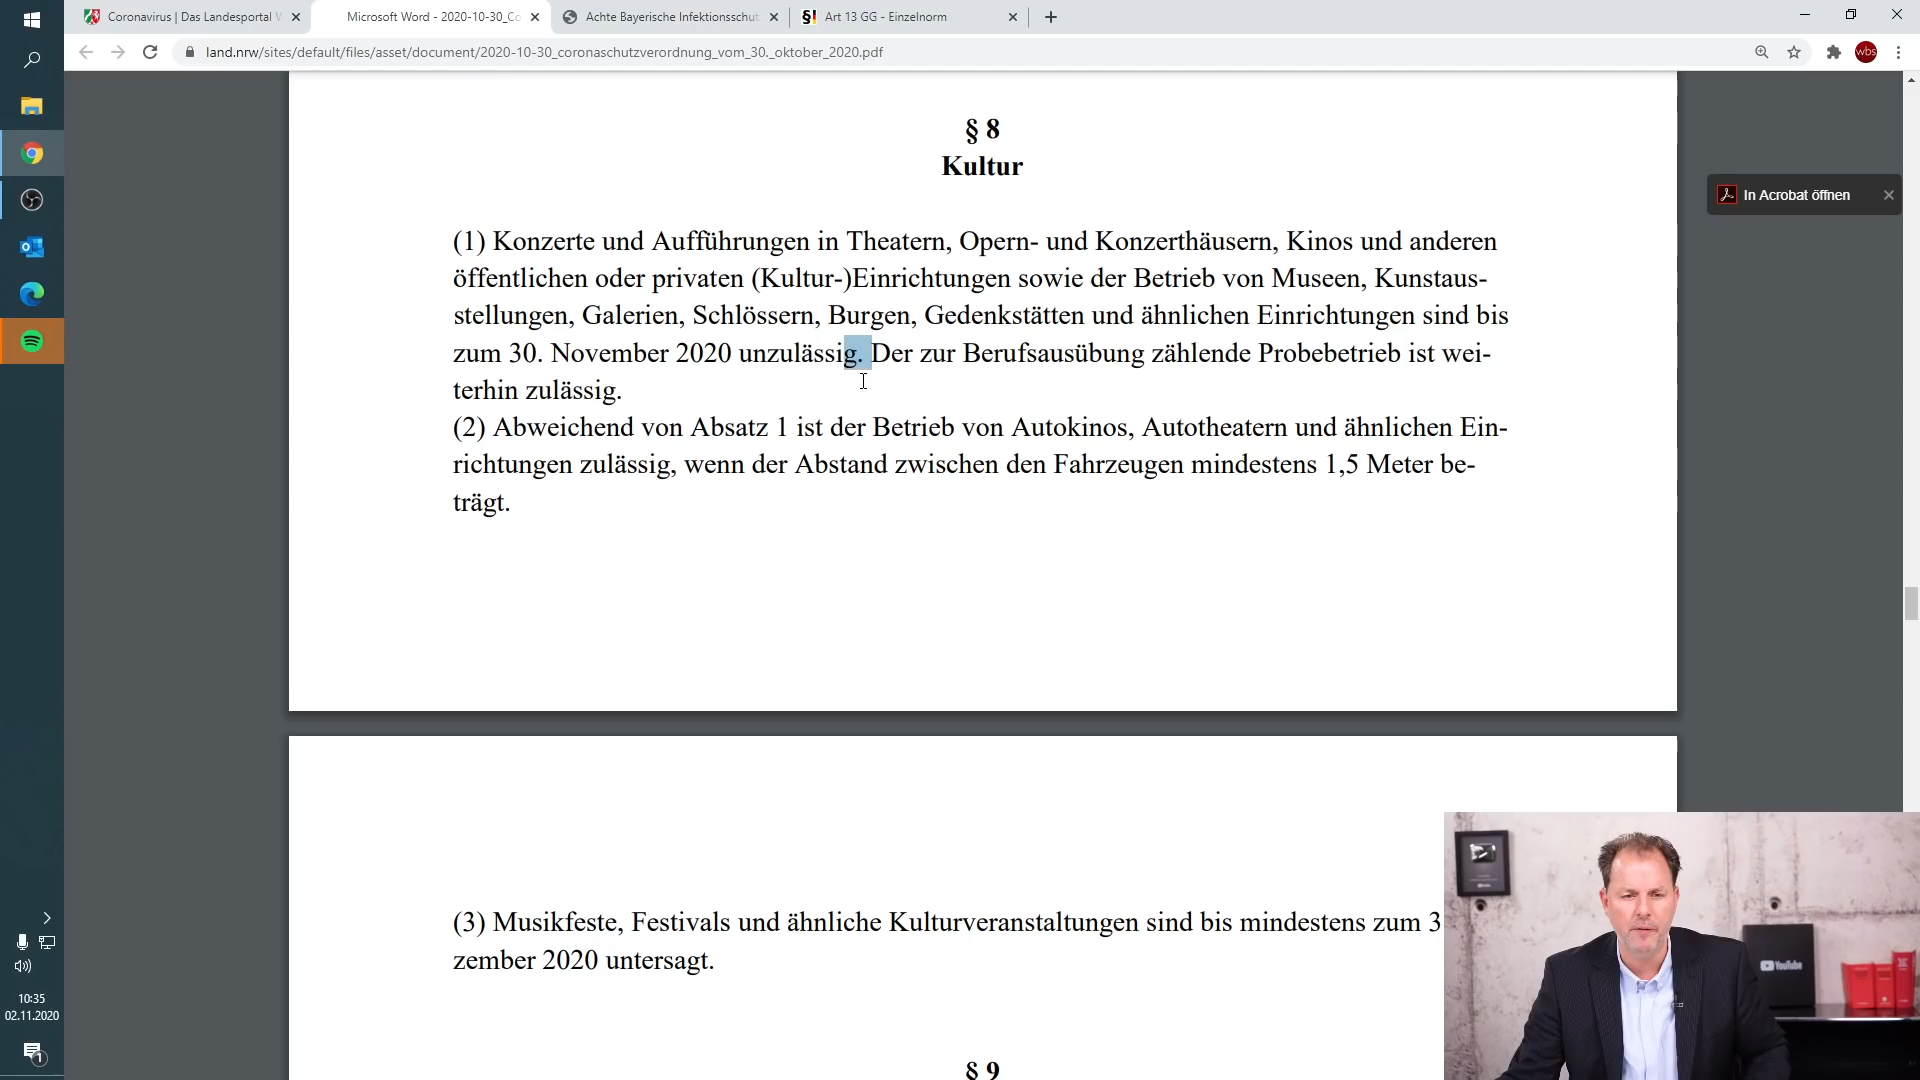 Coronavirus | Das Landesportal
Microsoft Word - 2020-10-30_Co
Achte Bayerische Infektionsschut
§ Art 13 GG - Einzelnorm
land.nrw/sites/default/files/asset/document/2020-10-30_coronaschutzverordnung_vom_30._oktober_2020.pdf
wbs
§ 8
Kultur
In Acrobat öffnen
(1) Konzerte und Aufführungen in Theatern, Opern- und Konzerthäusern, Kinos und anderen
öffentlichen oder privaten (Kultur-)Einrichtungen sowie der Betrieb von Museen, Kunstaus-
stellungen, Galerien, Schlössern, Burgen, Gedenkstätten und ähnlichen Einrichtungen sind bis
zum 30. November 2020 unzulässig. Der zur Berufsausübung zählende Probebetrieb ist wei-
terhin zulässig.
(2) Abweichend von Absatz 1 ist der Betrieb von Autokinos, Autotheatern und ähnlichen Ein-
richtungen zulässig, wenn der Abstand zwischen den Fahrzeugen mindestens 1,5 Meter be-
trägt.
(3) Musikfeste, Festivals und ähnliche Kulturveranstaltungen sind bis mindestens zum 3
zember 2020 untersagt.
YouTube
§ 9
10:35
02.11.2020
1